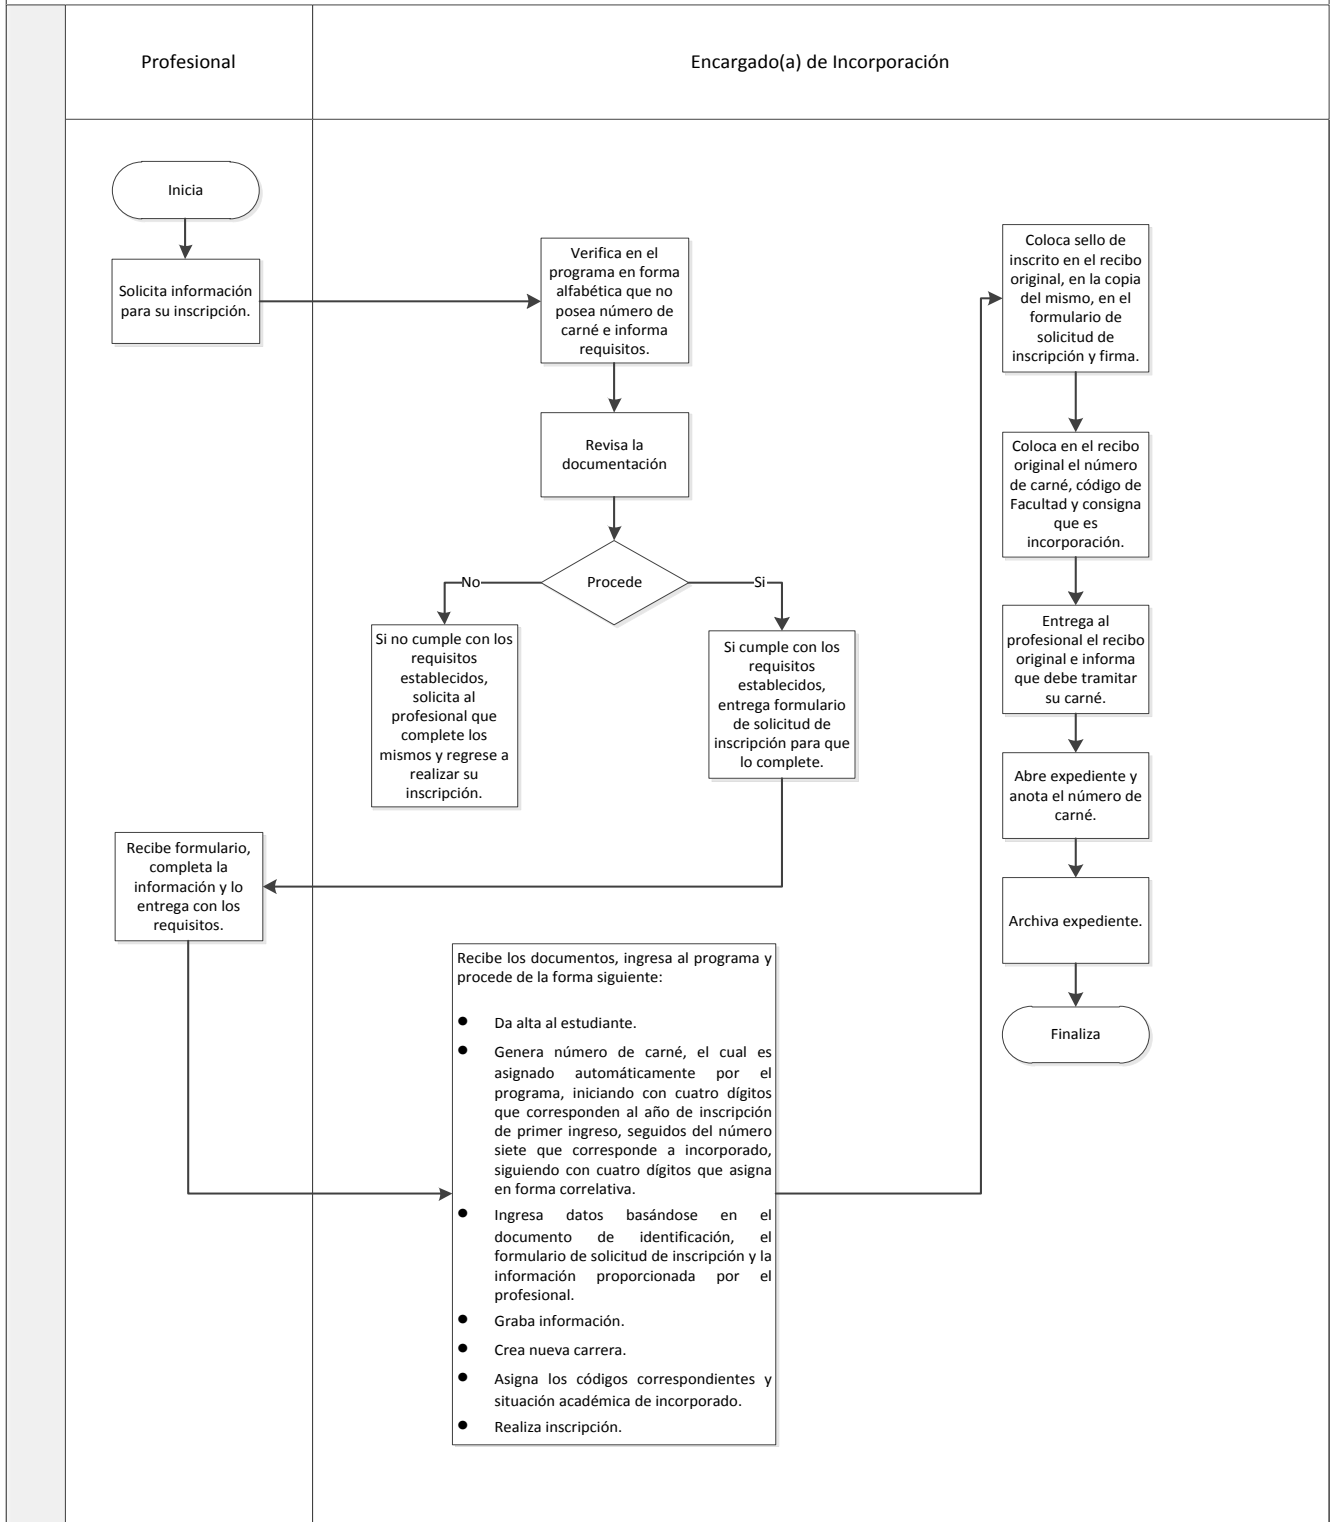 Profesional
Encargado(a) de Incorporación
Inicia
Solicita información
para su inscripción.
Verifica en el
programa en forma
alfabética que no
posea número de
carné e informa
requisitos.
Revisa la
documentación
Procede
No
Si
Si no cumple con los
requisitos
establecidos,
solicita al
profesional que
complete los
mismos y regrese a
realizar su
inscripción.
Si cumple con los
requisitos
establecidos,
entrega formulario
de solicitud de
inscripción para que
lo complete.
Recibe formulario,
completa la
información y lo
entrega con los
requisitos.
Recibe los documentos, ingresa al programa y
procede de la forma siguiente:
● Da alta al estudiante.
● Genera número de carné, el cual es
asignado automáticamente por el
programa, iniciando con cuatro dígitos
que corresponden al año de inscripción
de primer ingreso, seguidos del número
siete que corresponde a incorporado,
siguiendo con cuatro dígitos que asigna
en forma correlativa.
● Ingresa datos basándose en el
documento de identificación, el
formulario de solicitud de inscripción y la
información proporcionada por el
profesional.
● Graba información.
● Crea nueva carrera.
● Asigna los códigos correspondientes y
situación académica de incorporado.
● Realiza inscripción.
Coloca sello de
inscrito en el recibo
original, en la copia
del mismo, en el
formulario de
solicitud de
inscripción y firma.
Coloca en el recibo
original el número
de carné, código de
Facultad y consigna
que es
incorporación.
Entrega al
profesional el recibo
original e informa
que debe tramitar
su carné.
Abre expediente y
anota el número de
carné.
Archiva expediente.
Finaliza